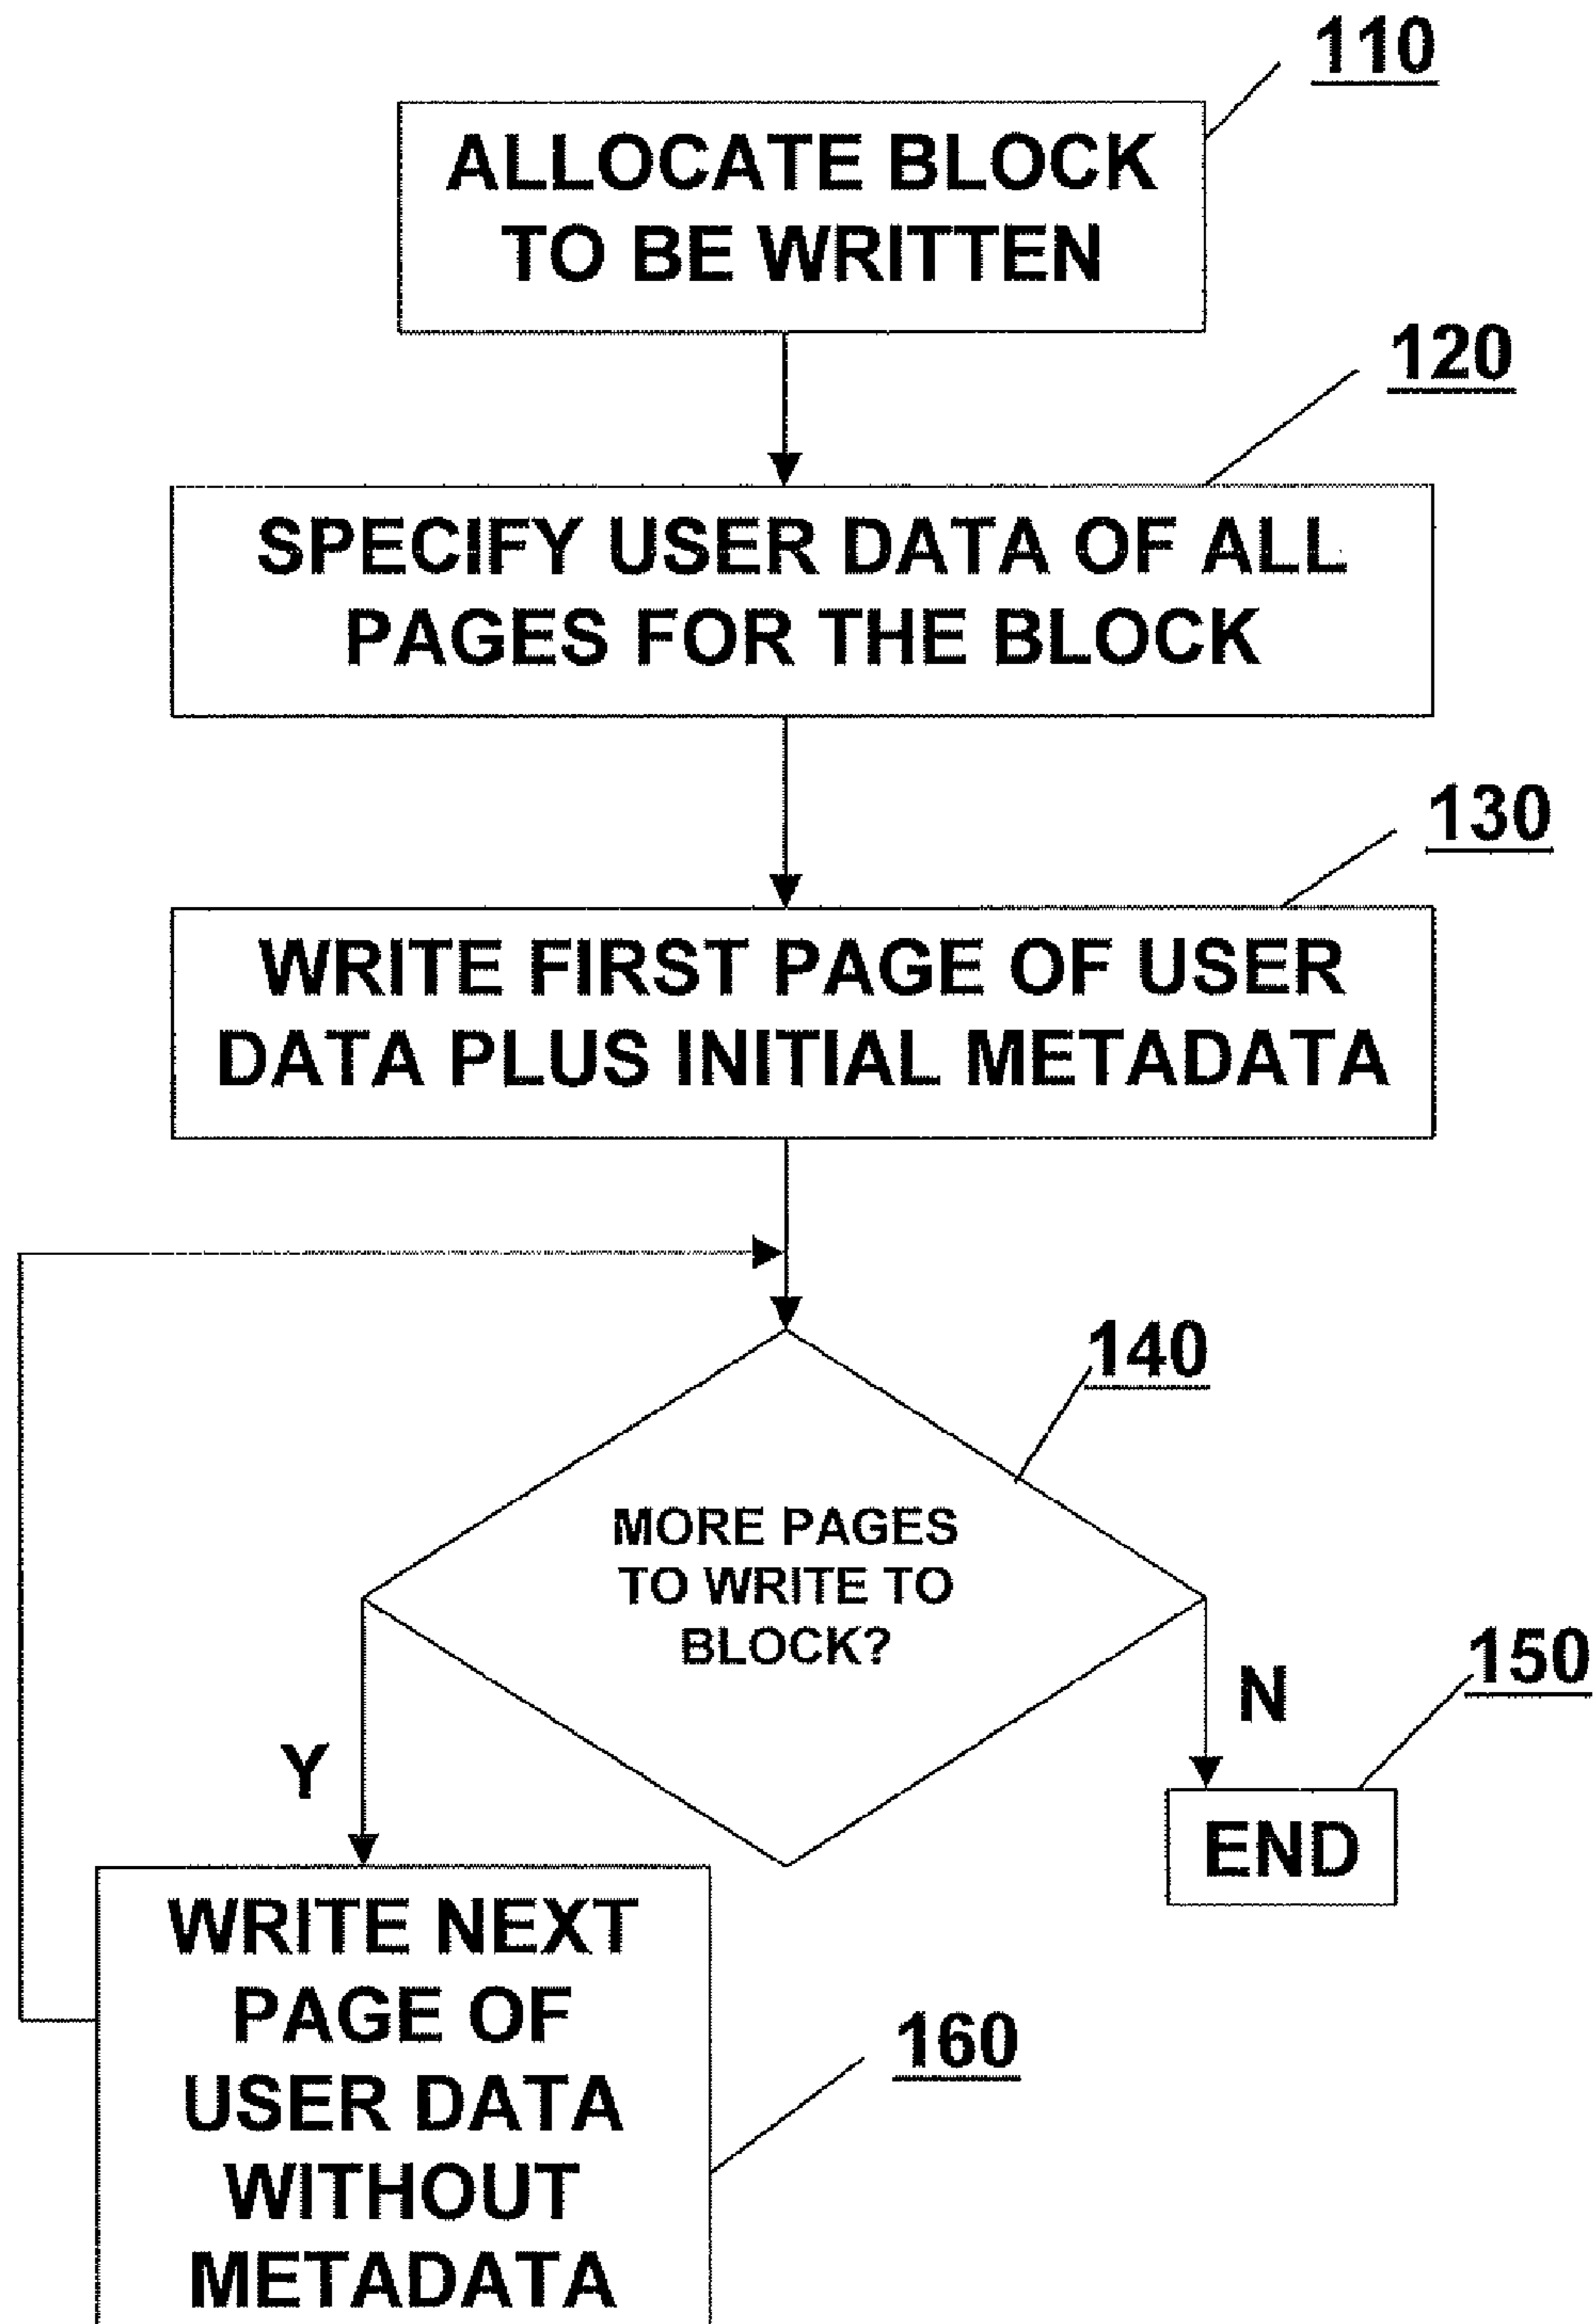 110
ALLOCATE BLOCK
TO BE WRITTEN
120
SPECIFY USER DATA OF ALL
PAGES FOR THE BLOCK
130
WRITE FIRST PAGE OF USER
DATA PLUS INITIAL METADATA
140
MORE PAGES
TO WRITE TO
BLOCK?
150
N
Y
END
WRITE NEXT
PAGE OF
USER DATA
WITHOUT
METADATA
160